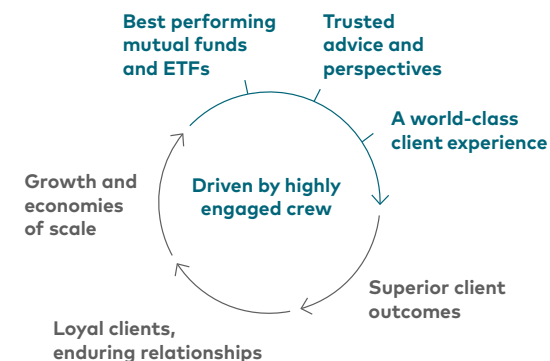 Best performing
mutual funds
and ETFs
Trusted
advice and
perspectives
A world-class
client experience
Driven by highly
engaged crew
Growth and
economies
of scale
Superior client
outcomes
Loyal clients,
enduring relationships